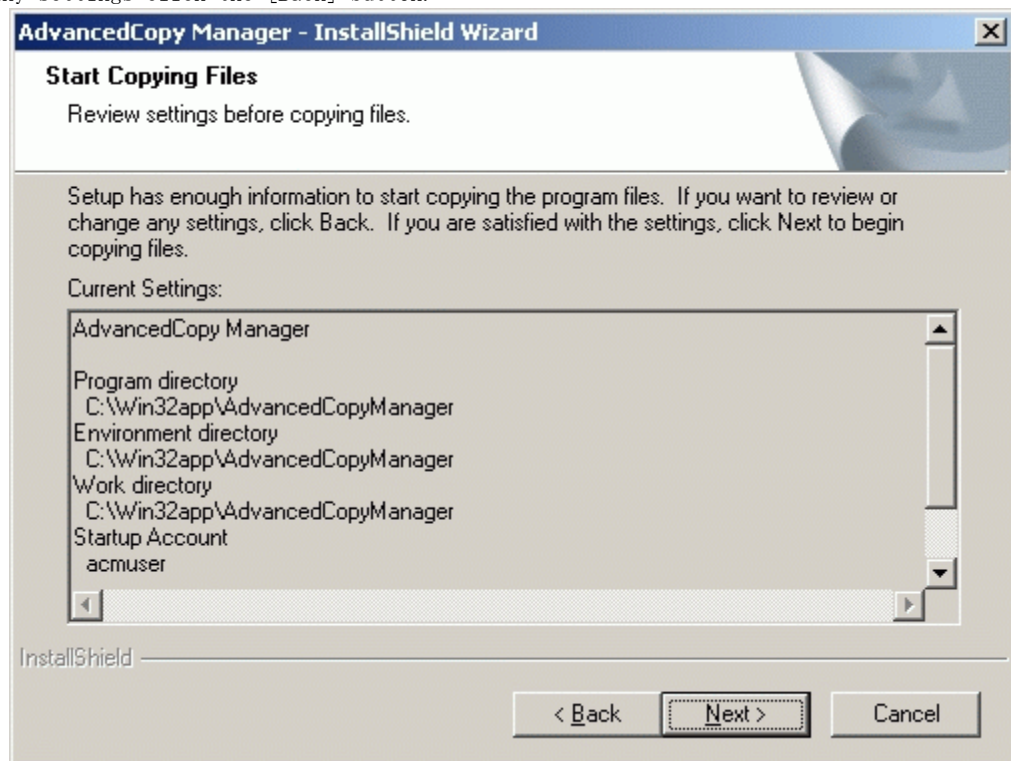 AdvancedCopy Manager - InstallShield Wizard
Start Copying Files
Review settings before copying files.
Setup has enough information to start copying the program files. If you want to review or
change any settings, click Back. If you are satisfied with the settings, click Next to begin
copying files.
Current Settings:
AdvancedCopy Manager
Program directory
C:\Win32app\AdvancedCopyManager
Environment directory
C:\Win32app\AdvancedCopyManager
Work directory
C:\Win32app\AdvancedCopyManager
Startup Account
acmuser
InstallShield
< Back Next > Cancel